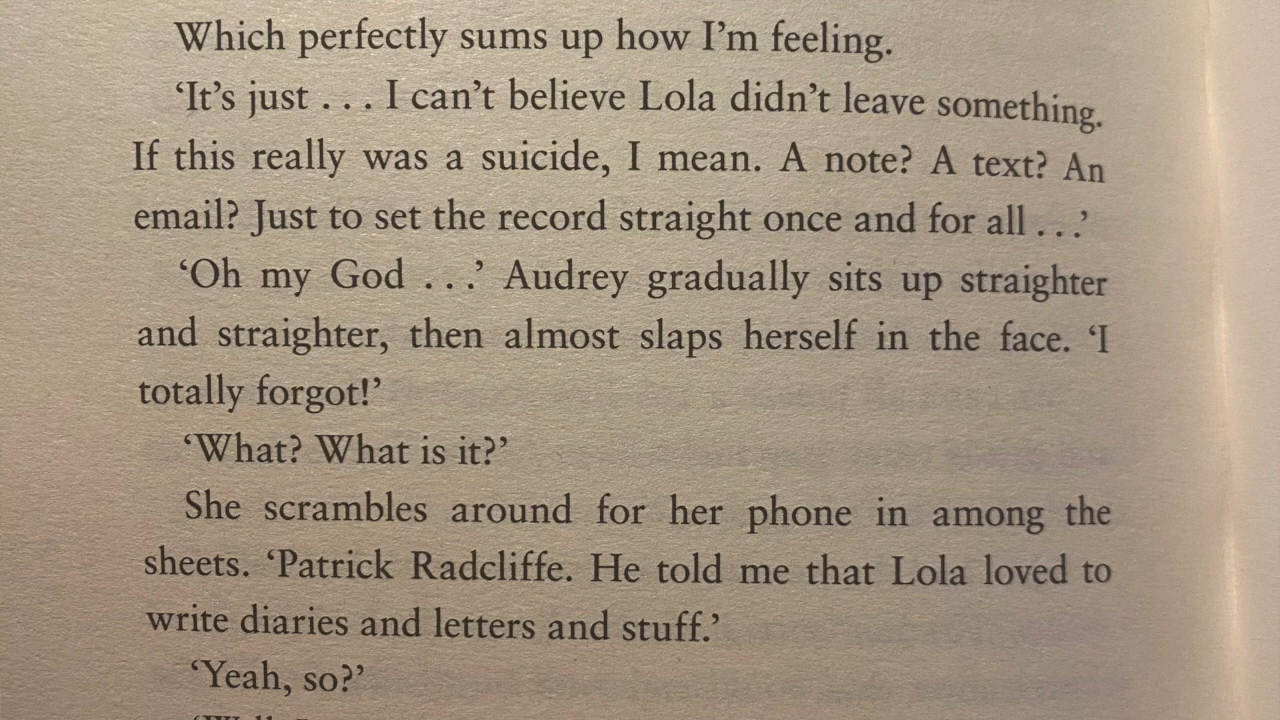 Which perfectly sums up how I’m feeling.
‘It’s just . . . I can’t believe Lola didn’t leave something.
If this really was a suicide, I mean. A note? A text? An
email? Just to set the record straight once and for all . . .’
‘Oh my God . . .’ Audrey gradually sits up straighter
and straighter, then almost slaps herself in the face. ‘I
totally forgot!’
‘What? What is it?’
She scrambles around for her phone in among the
sheets. ‘Patrick Radcliffe. He told me that Lola loved to
write diaries and letters and stuff.’
‘Yeah, so?’